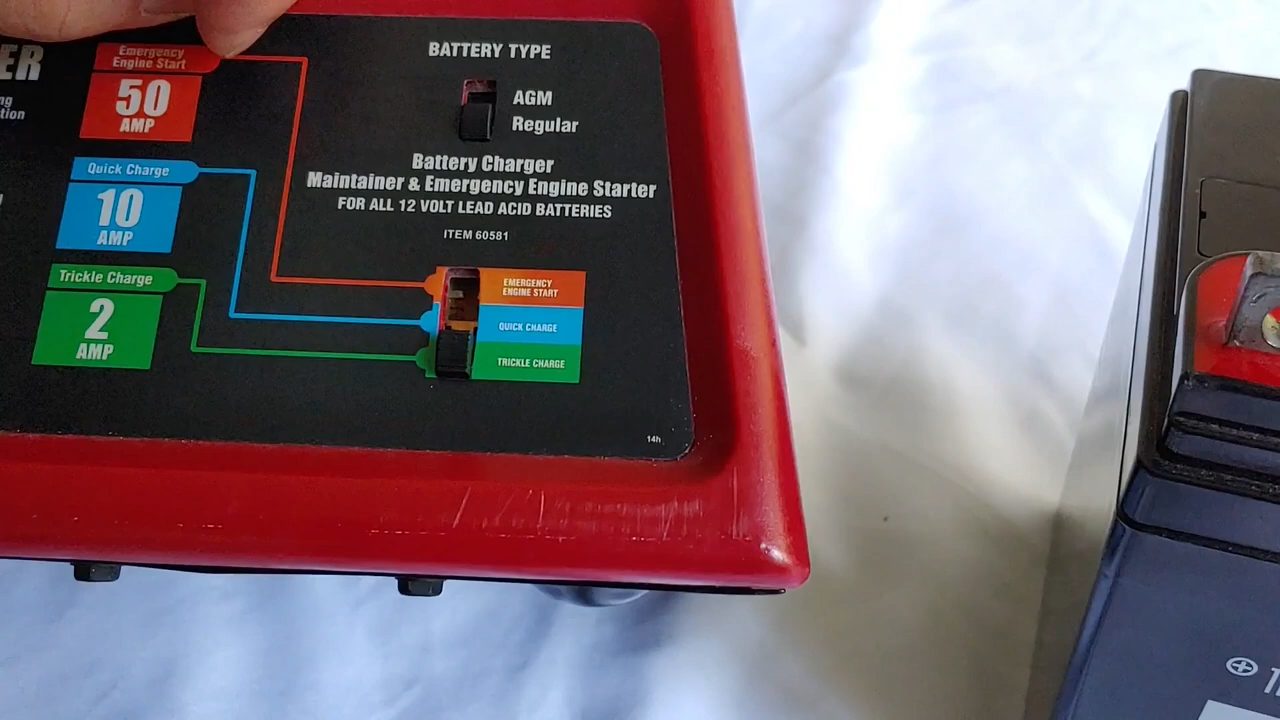 ER
Emergency
Engine Start
50
AMP
Quick Charge
10
AMP
Trickle Charge
2
AMP
BATTERY TYPE
AGM
Regular
Battery Charger
Maintainer & Emergency Engine Starter
FOR ALL 12 VOLT LEAD ACID BATTERIES
ITEM 60581
EMERGENCY
ENGINE START
QUICK CHARGE
TRICKLE CHARGE
14h